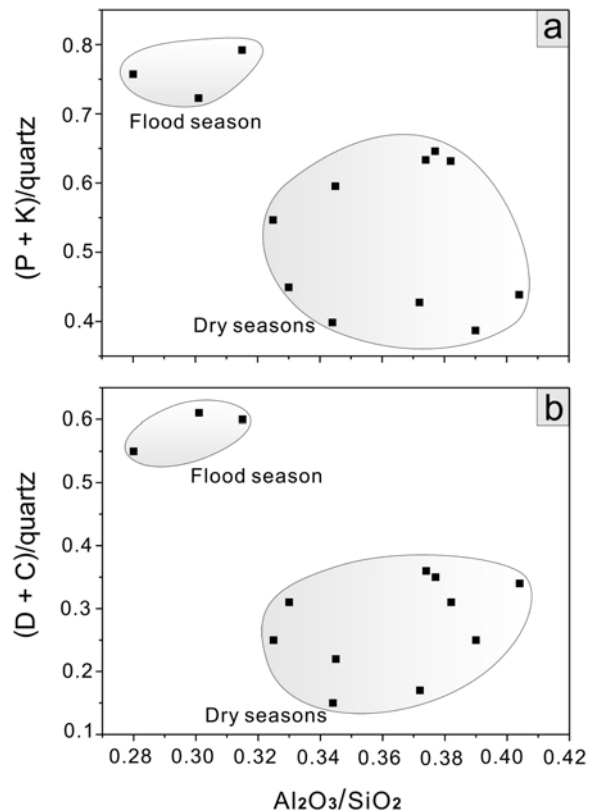 a
0.8
0.7
0.6
0.5
0.4
(P + K)/quartz
Flood season
Dry seasons
b
0.6
0.5
0.4
0.3
0.2
0.1
(D + C)/quartz
Flood season
Dry seasons
0.28 0.30 0.32 0.34 0.36 0.38 0.40 0.42
Al₂O₃/SiO₂